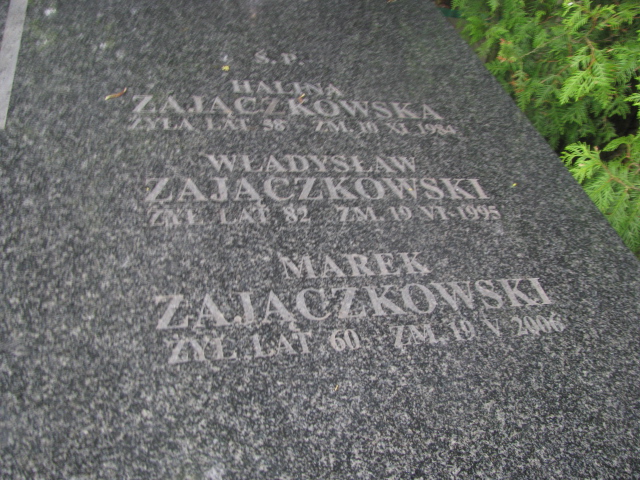 Ś. P.
HALINA
ZAJĄCZKOWSKA
ŻYŁA LAT 58 ZM. 10 XI 1984
WŁADYSŁAW
ZAJĄCZKOWSKI
ŻYŁ LAT 82 ZM. 19 VI 1995
MAREK
ZAJĄCZKOWSKI
ŻYŁ LAT 60 ZM. 19 V 2006